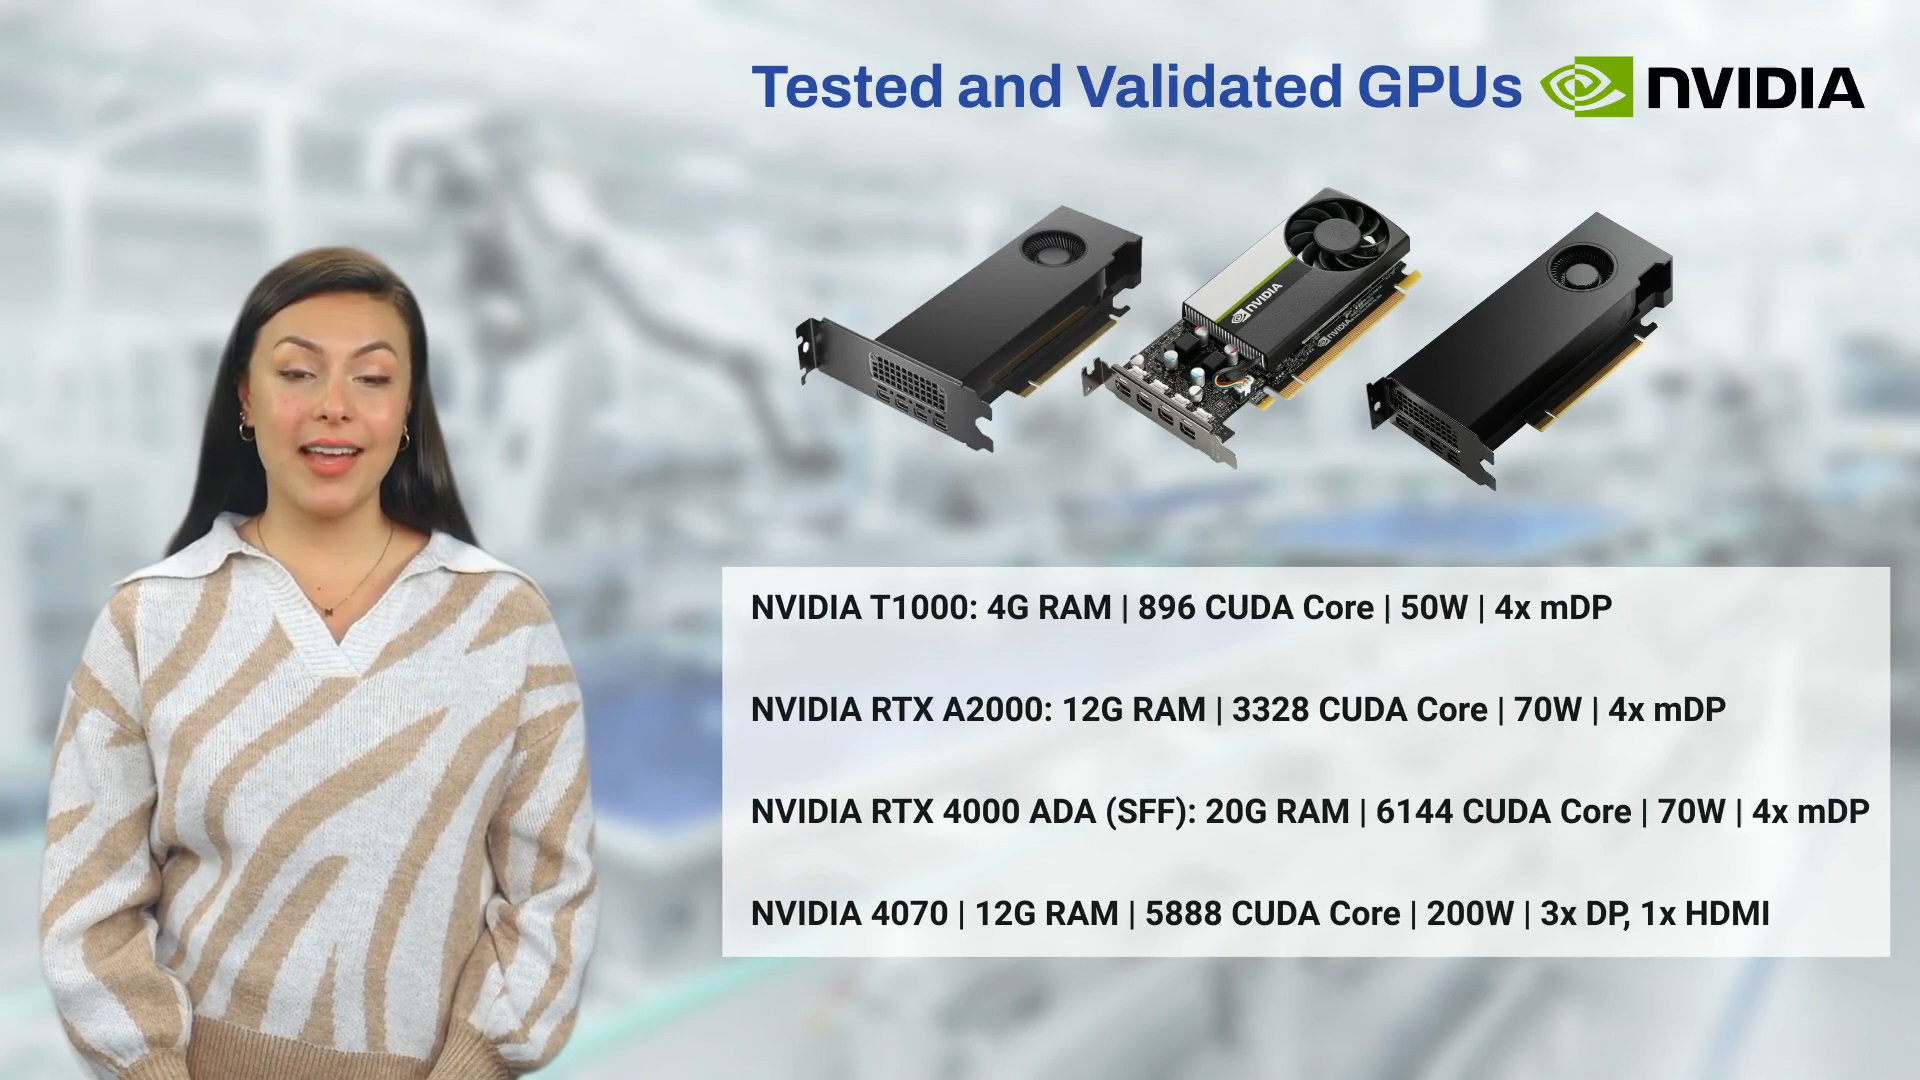 Tested and Validated GPUs NVIDIA
NVIDIA
NVIDIA
NVIDIA T1000: 4G RAM | 896 CUDA Core | 50W | 4x mDP
NVIDIA RTX A2000: 12G RAM | 3328 CUDA Core | 70W | 4x mDP
NVIDIA RTX 4000 ADA (SFF): 20G RAM | 6144 CUDA Core | 70W | 4x mDP
NVIDIA 4070 | 12G RAM | 5888 CUDA Core | 200W | 3x DP, 1x HDMI